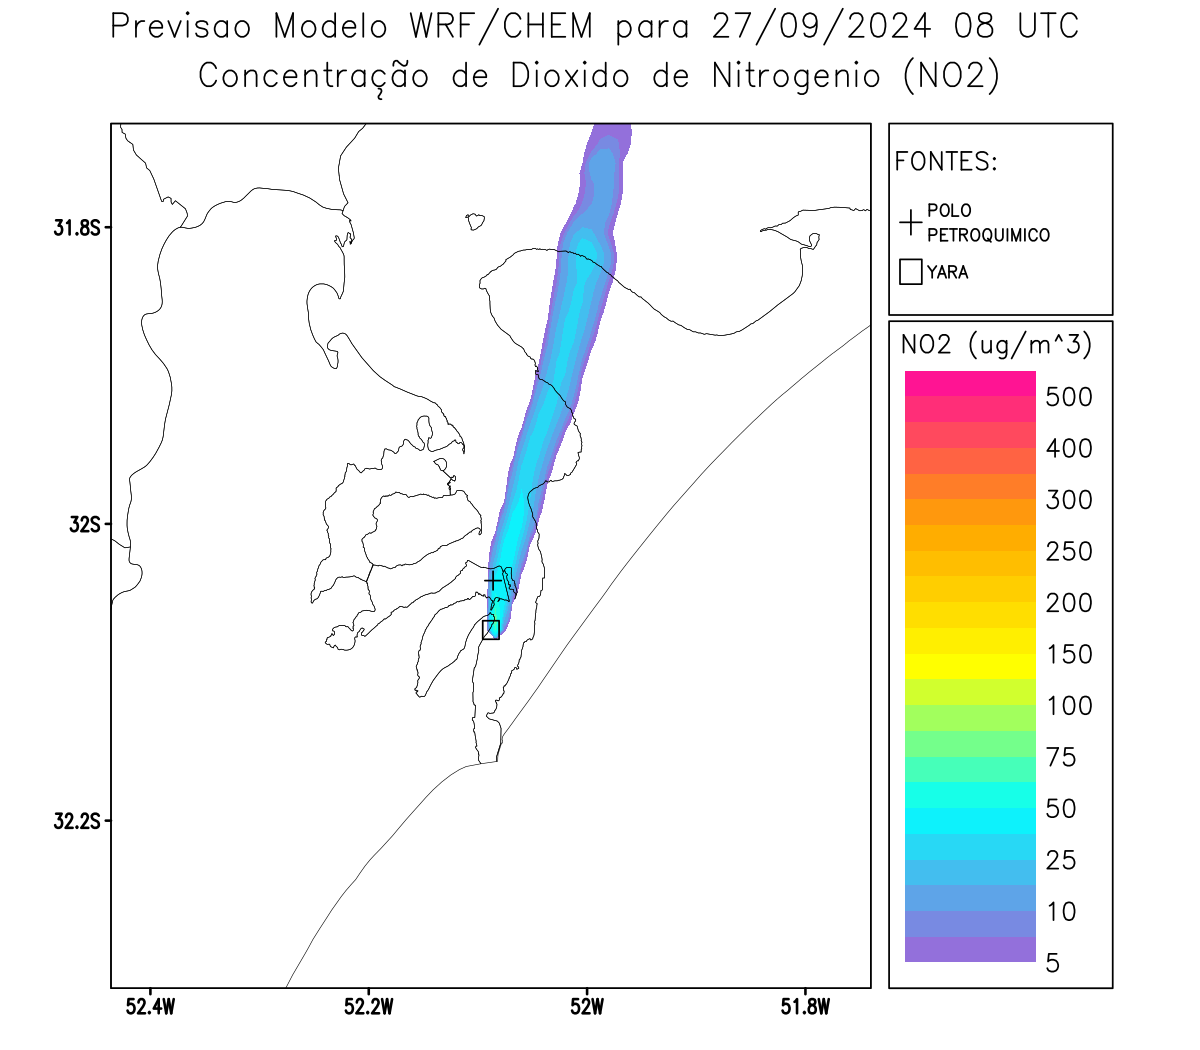 Previsao Modelo WRF/CHEM para 27/09/2024 08 UTC
Concentração de Dioxido de Nitrogenio (NO2)
FONTES:
POLO
PETROQUIMICO
YARA
NO2 (ug/m^3)
500
400
300
250
200
150
100
75
50
25
10
5
31.8S
32S
32.2S
52.4W
52.2W
52W
51.8W